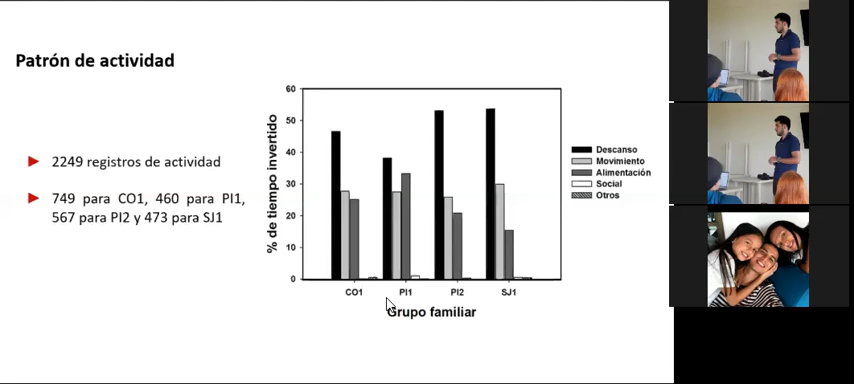 Patrón de actividad
2249 registros de actividad
749 para CO1, 460 para PI1,
567 para PI2 y 473 para SJ1
% de tiempo invertido
60
50
40
30
20
10
0
CO1 PI1 PI2 SJ1
Grupo familiar
Descanso
Movimiento
Alimentación
Social
Otros